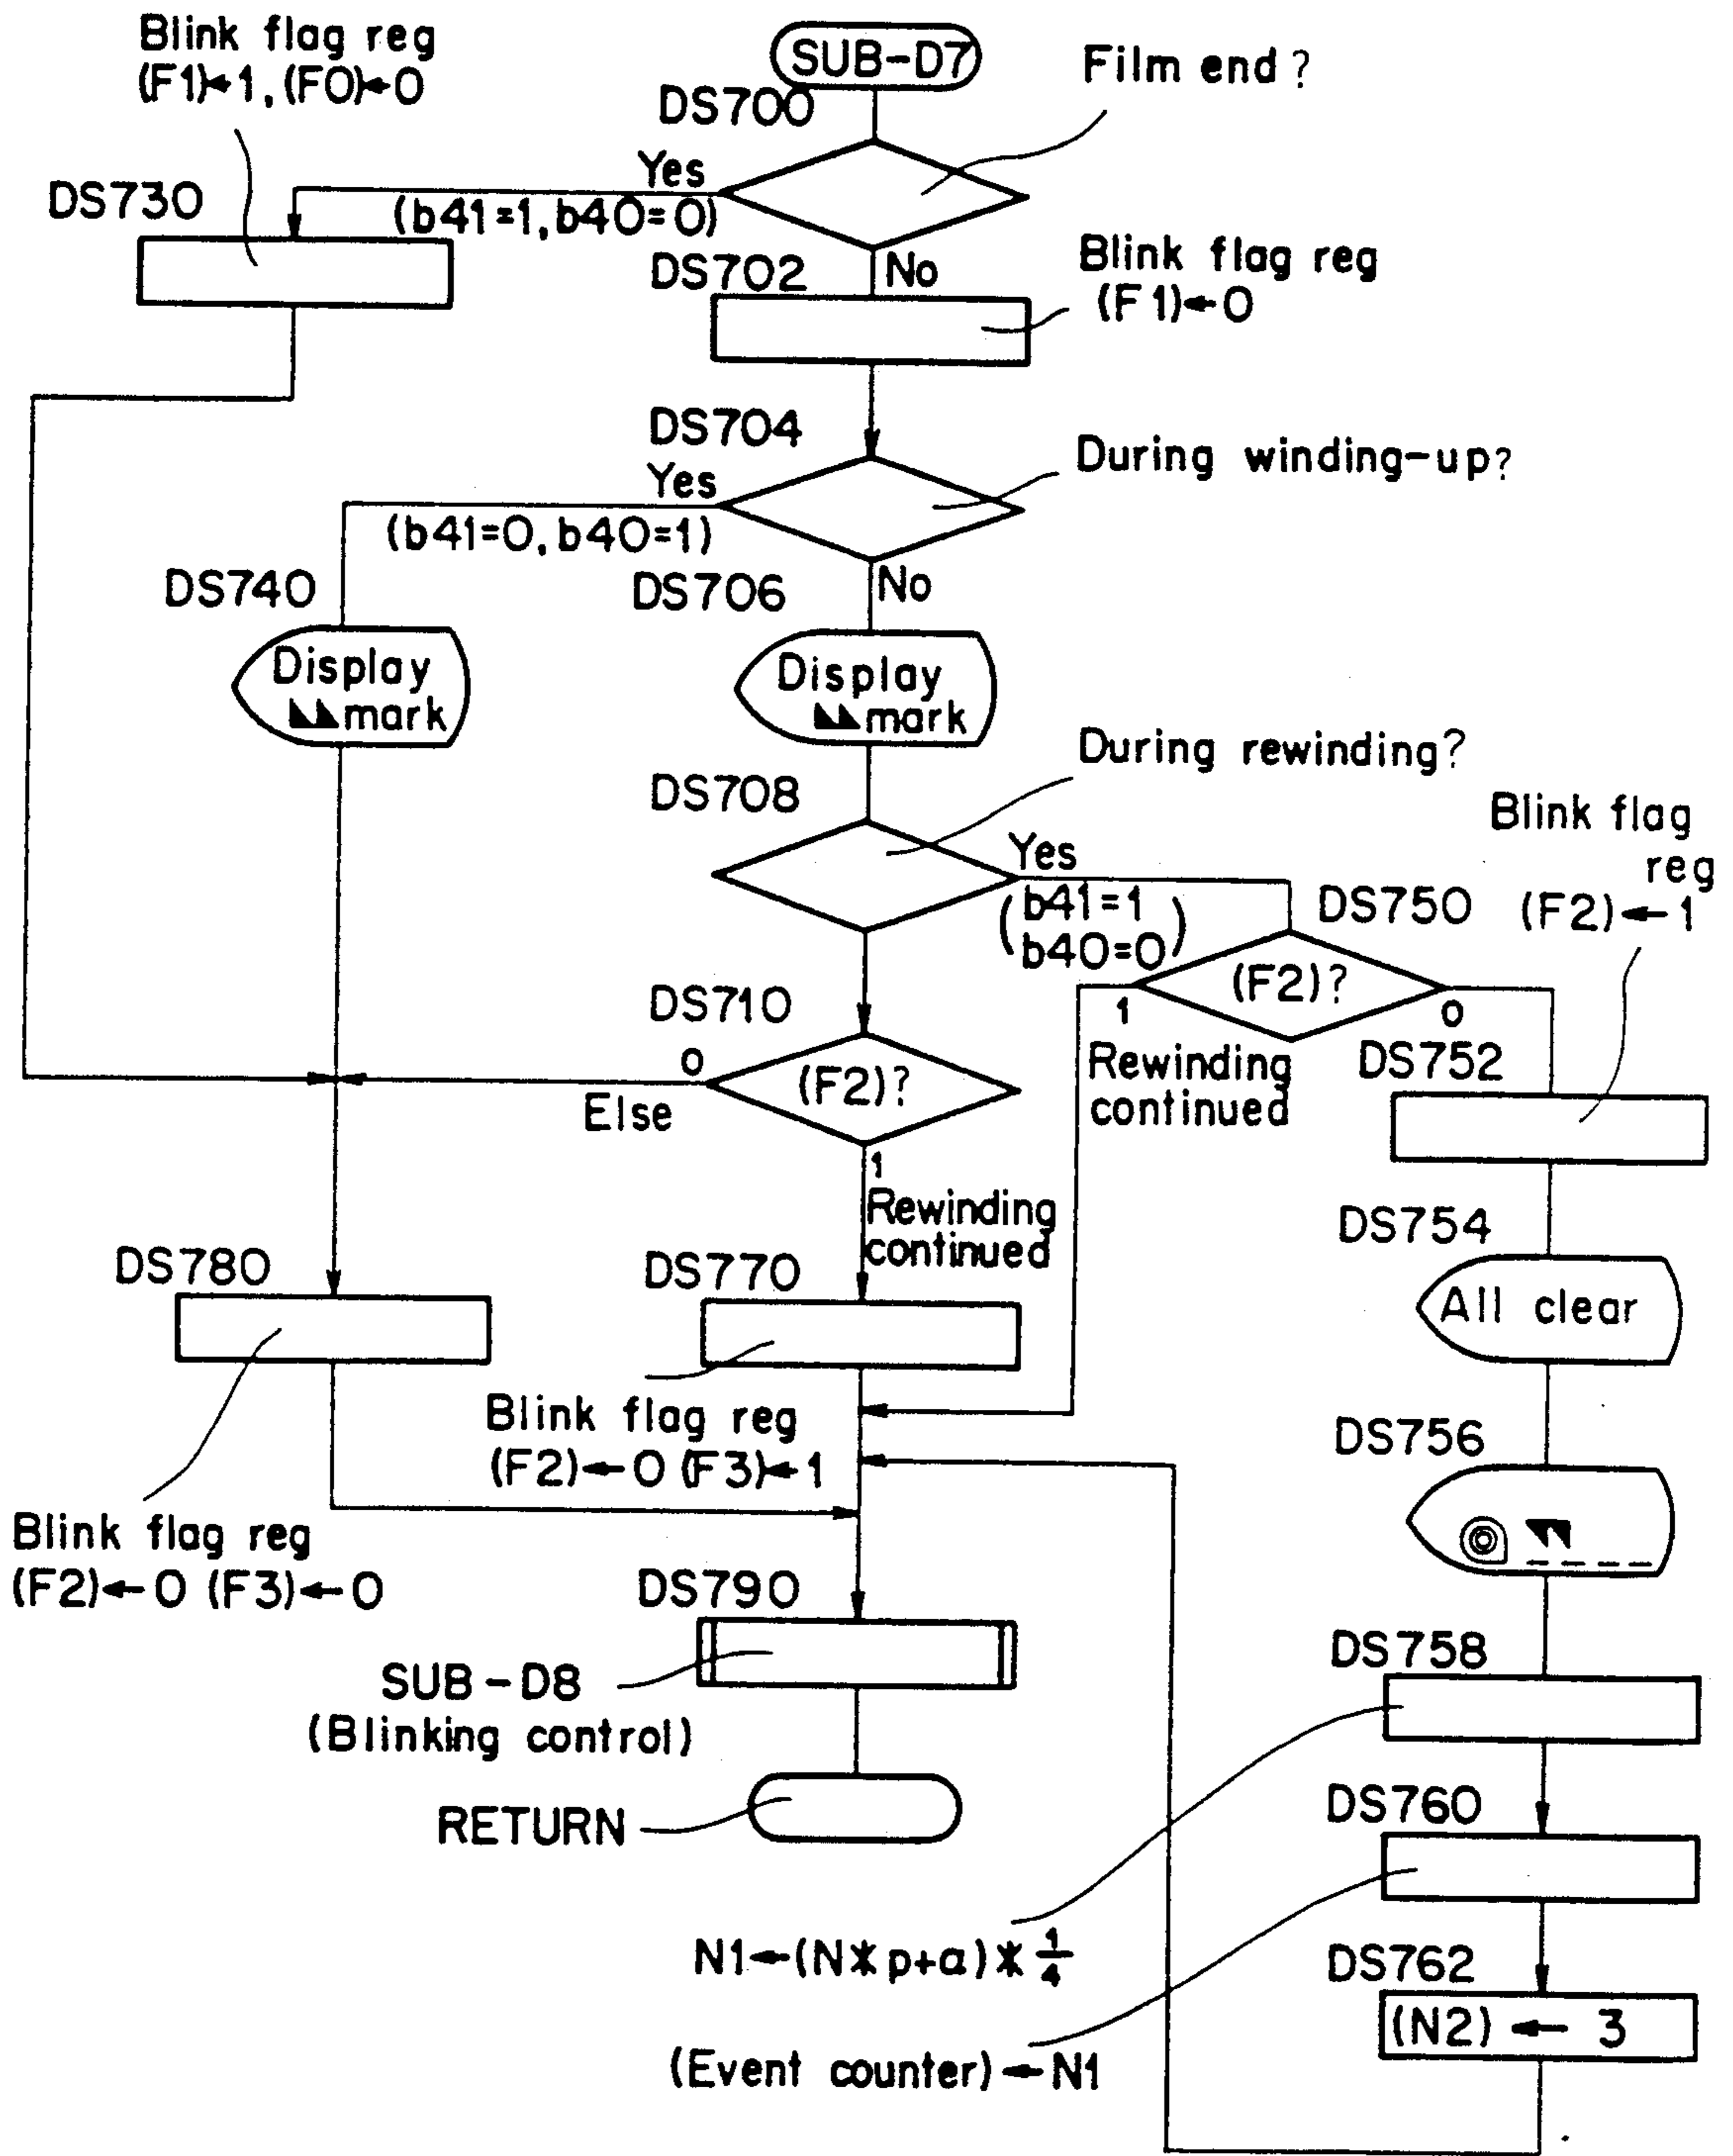 Blink flag reg
(F1)←1, (F0)←0
SUB-D7
Film end?
DS700
Yes
(b41=1, b40=0)
DS730
No
DS702
Blink flag reg
(F1)←0
DS704
During winding-up?
Yes
(b41=0, b40=1)
DS740
DS706
No
Display
mark
Display
mark
During rewinding?
DS708
Yes
(b41=1
b40=0)
Blink flag
reg
(F2)←1
DS750
(F2)?
1
0
DS710
0
(F2)?
Else
Rewinding
continued
DS752
1
Rewinding
continued
DS754
All clear
DS780
DS770
Blink flag reg
(F2)←0 (F3)←1
DS756
Blink flag reg
(F2)←0 (F3)←0
DS790
SUB-D8
(Blinking control)
DS758
RETURN
DS760
N1←(N*p+a)*1/4
DS762
(N2) ← 3
(Event counter)←N1